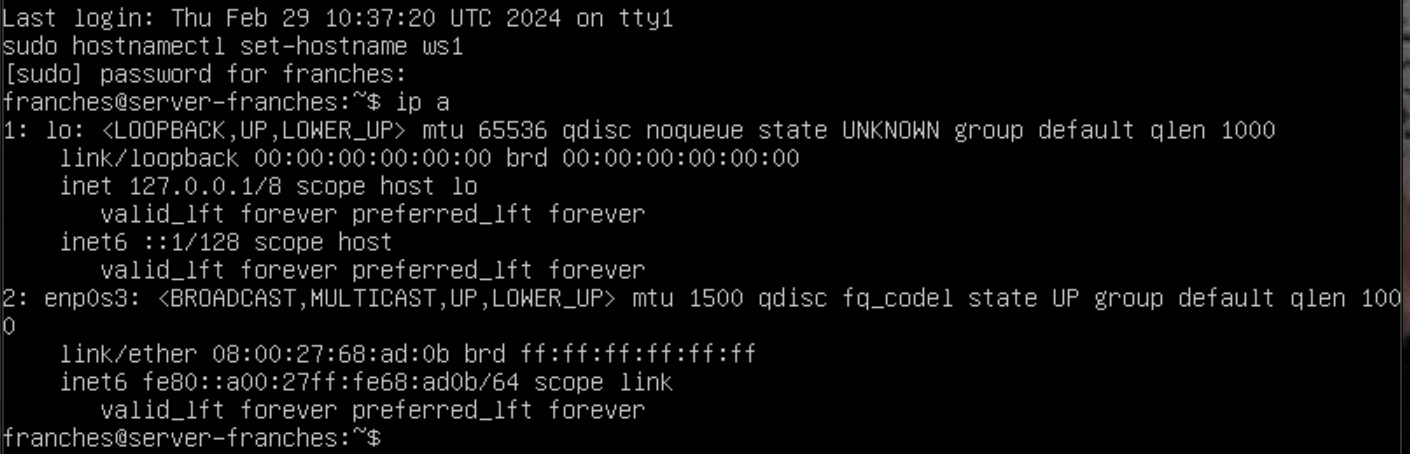 Last login: Thu Feb 29 10:37:20 UTC 2024 on tty1
sudo hostnamectl set-hostname ws1
[sudo] password for franches:
franches@server-franches:~$ ip a
1: lo: <LOOPBACK,UP,LOWER_UP> mtu 65536 qdisc noqueue state UNKNOWN group default qlen 1000
    link/loopback 00:00:00:00:00:00 brd 00:00:00:00:00:00
    inet 127.0.0.1/8 scope host lo
       valid_lft forever preferred_lft forever
    inet6 ::1/128 scope host
       valid_lft forever preferred_lft forever
2: enp0s3: <BROADCAST,MULTICAST,UP,LOWER_UP> mtu 1500 qdisc fq_codel state UP group default qlen 100
0
    link/ether 08:00:27:68:ad:0b brd ff:ff:ff:ff:ff:ff
    inet6 fe80::a00:27ff:fe68:ad0b/64 scope link
       valid_lft forever preferred_lft forever
franches@server-franches:~$